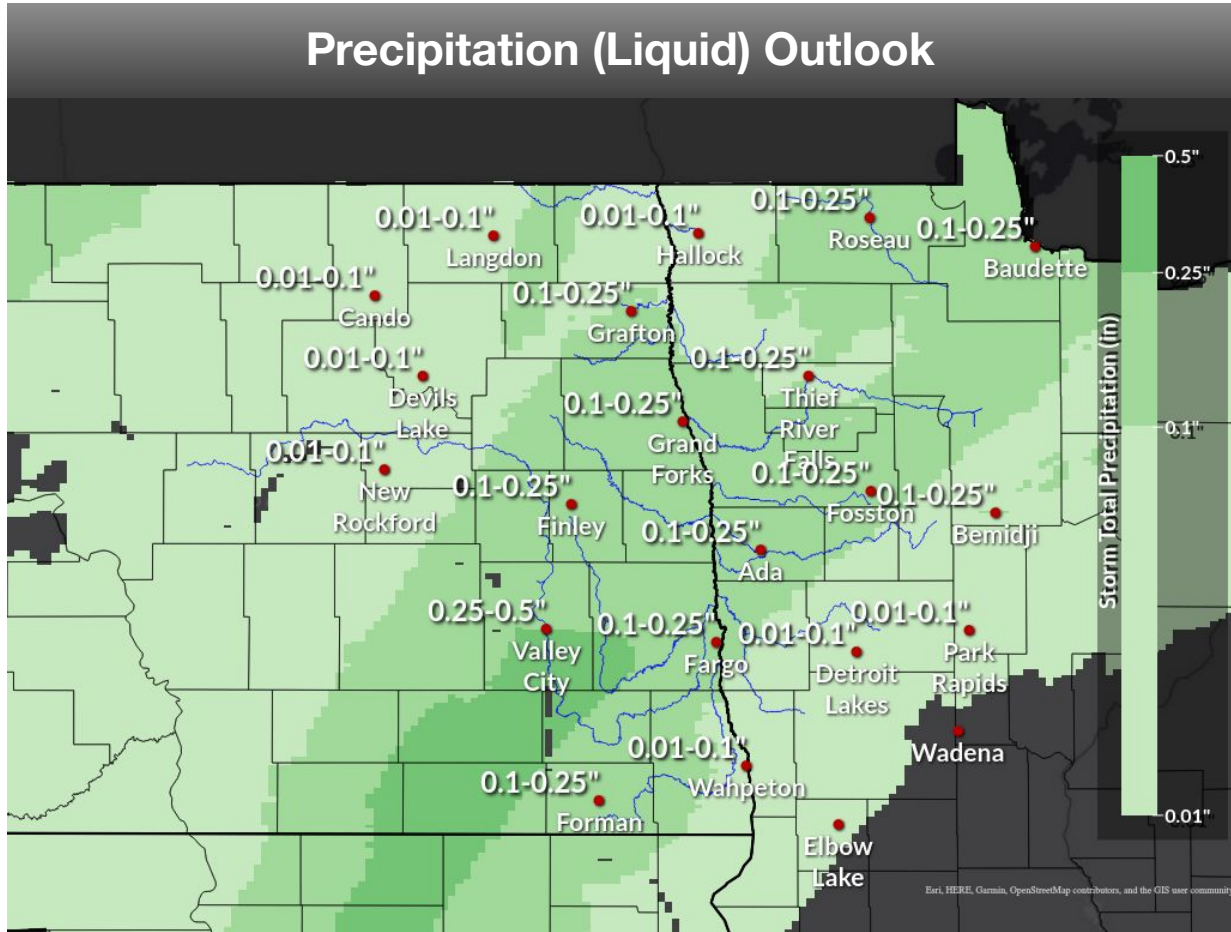 Precipitation (Liquid) Outlook
0.5"
0.1-0.25"
Roseau
0.01-0.1"
Langdon
0.01-0.1"
Hallock
0.1-0.25"
Baudette
0.25"
0.01-0.1"
Cando
0.1-0.25"
Grafton
0.01-0.1"
Devils
Lake
0.1-0.25"
Thief
River
Falls
0.1-0.25"
Grand
Forks
0.1"
0.01-0.1"
New
Rockford
0.1-0.25"
Finley
0.1-0.25"
Fosston
0.1-0.25"
Bemidji
0.1-0.25"
Ada
Storm Total Precipitation (in)
0.25-0.5"
Valley
City
0.1-0.25"
Fargo
0.01-0.1"
Detroit
Lakes
0.01-0.1"
Park
Rapids
0.01-0.1"
Wahpeton
Wadena
0.1-0.25"
Forman
0.01"
Elbow
Lake
Esri, HERE, Garmin, OpenStreetMap contributors, and the GIS user community